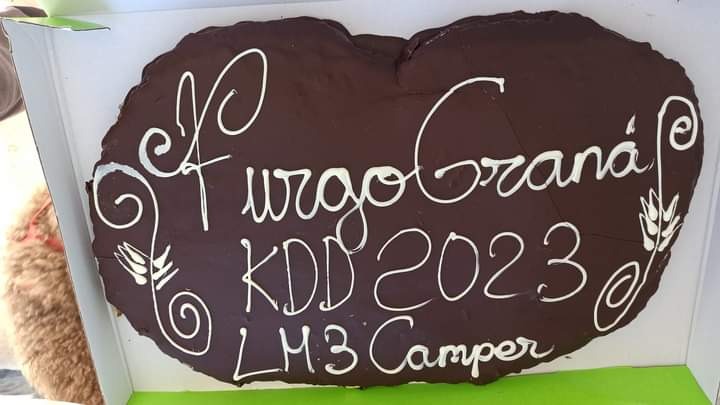 FurgoGraná
KDD 2023
LM3 Camper